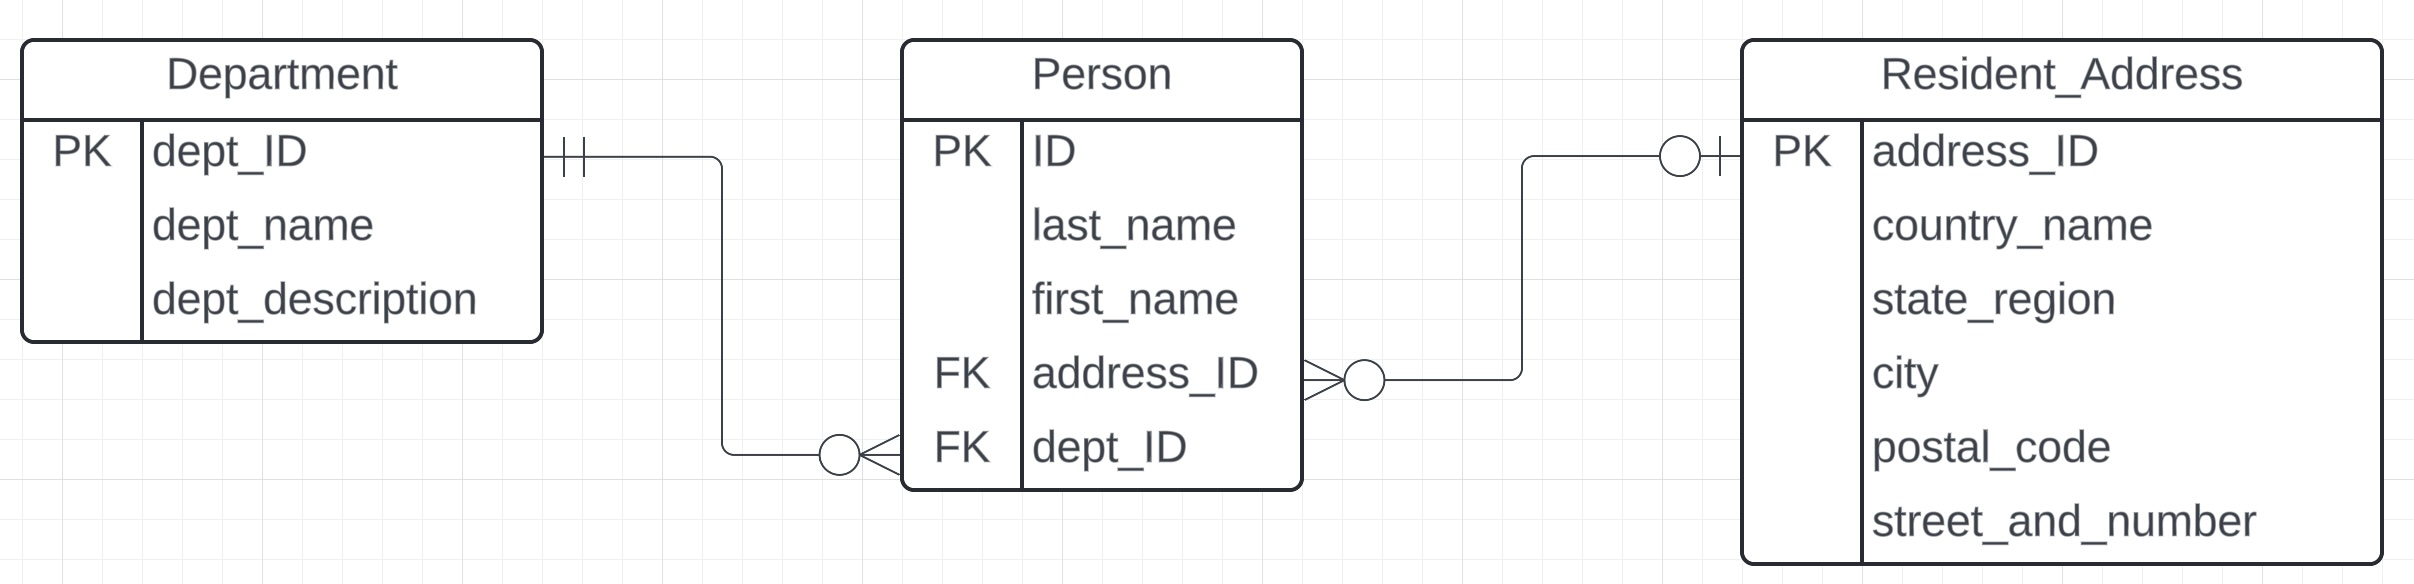 Department
PK dept_ID
dept_name
dept_description
Person
PK ID
last_name
first_name
FK address_ID
FK dept_ID
Resident_Address
PK address_ID
country_name
state_region
city
postal_code
street_and_number